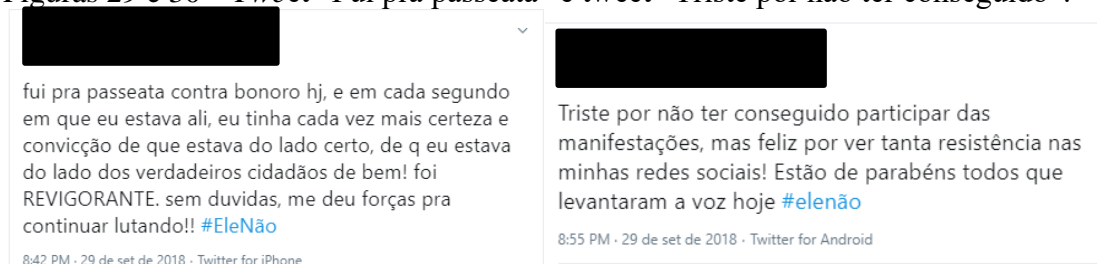 Figuras 29 e 30 – Tweet “Fui pra passeata” e tweet “Triste por não ter conseguido”.
fui pra passeata contra bonoro hj, e em cada segundo
em que eu estava ali, eu tinha cada vez mais certeza e
convicção de que estava do lado certo, de q eu estava
do lado dos verdadeiros cidadãos de bem! foi
REVIGORANTE. sem duvidas, me deu forças pra
continuar lutando!! #EleNão
8:42 PM · 29 de set de 2018 · Twitter for iPhone
Triste por não ter conseguido participar das
manifestações, mas feliz por ver tanta resistência nas
minhas redes sociais! Estão de parabéns todos que
levantaram a voz hoje #elenão
8:55 PM · 29 de set de 2018 · Twitter for Android